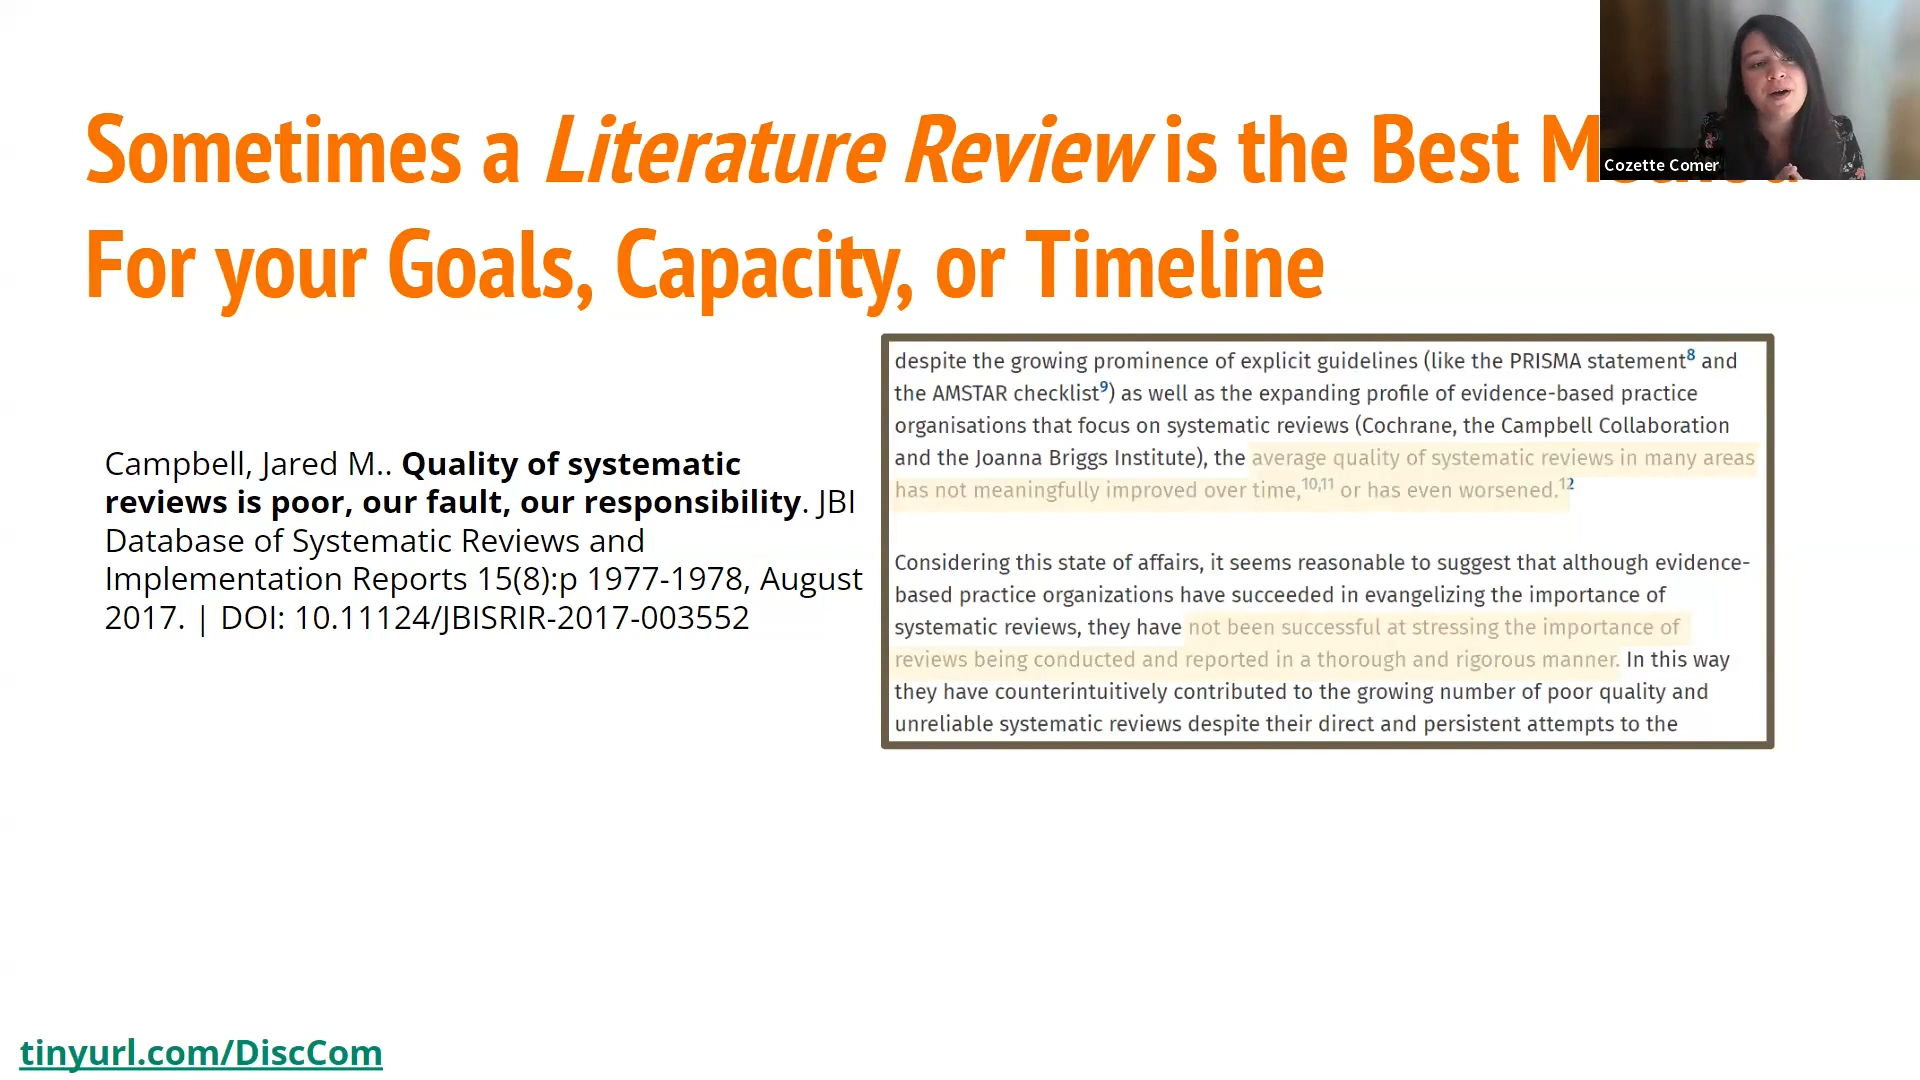 Sometimes a Literature Review is the Best
For your Goals, Capacity, or Timeline
Cozette Comer
Campbell, Jared M.. Quality of systematic
reviews is poor, our fault, our responsibility. JBI
Database of Systematic Reviews and
Implementation Reports 15(8):p 1977-1978, August
2017. | DOI: 10.11124/JBISRIR-2017-003552
despite the growing prominence of explicit guidelines (like the PRISMA statement8 and
the AMSTAR checklist9) as well as the expanding profile of evidence-based practice
organisations that focus on systematic reviews (Cochrane, the Campbell Collaboration
and the Joanna Briggs Institute), the average quality of systematic reviews in many areas
has not meaningfully improved over time,10,11 or has even worsened.12
Considering this state of affairs, it seems reasonable to suggest that although evidence-
based practice organizations have succeeded in evangelizing the importance of
systematic reviews, they have not been successful at stressing the importance of
reviews being conducted and reported in a thorough and rigorous manner. In this way
they have counterintuitively contributed to the growing number of poor quality and
unreliable systematic reviews despite their direct and persistent attempts to the
tinyurl.com/DiscCom